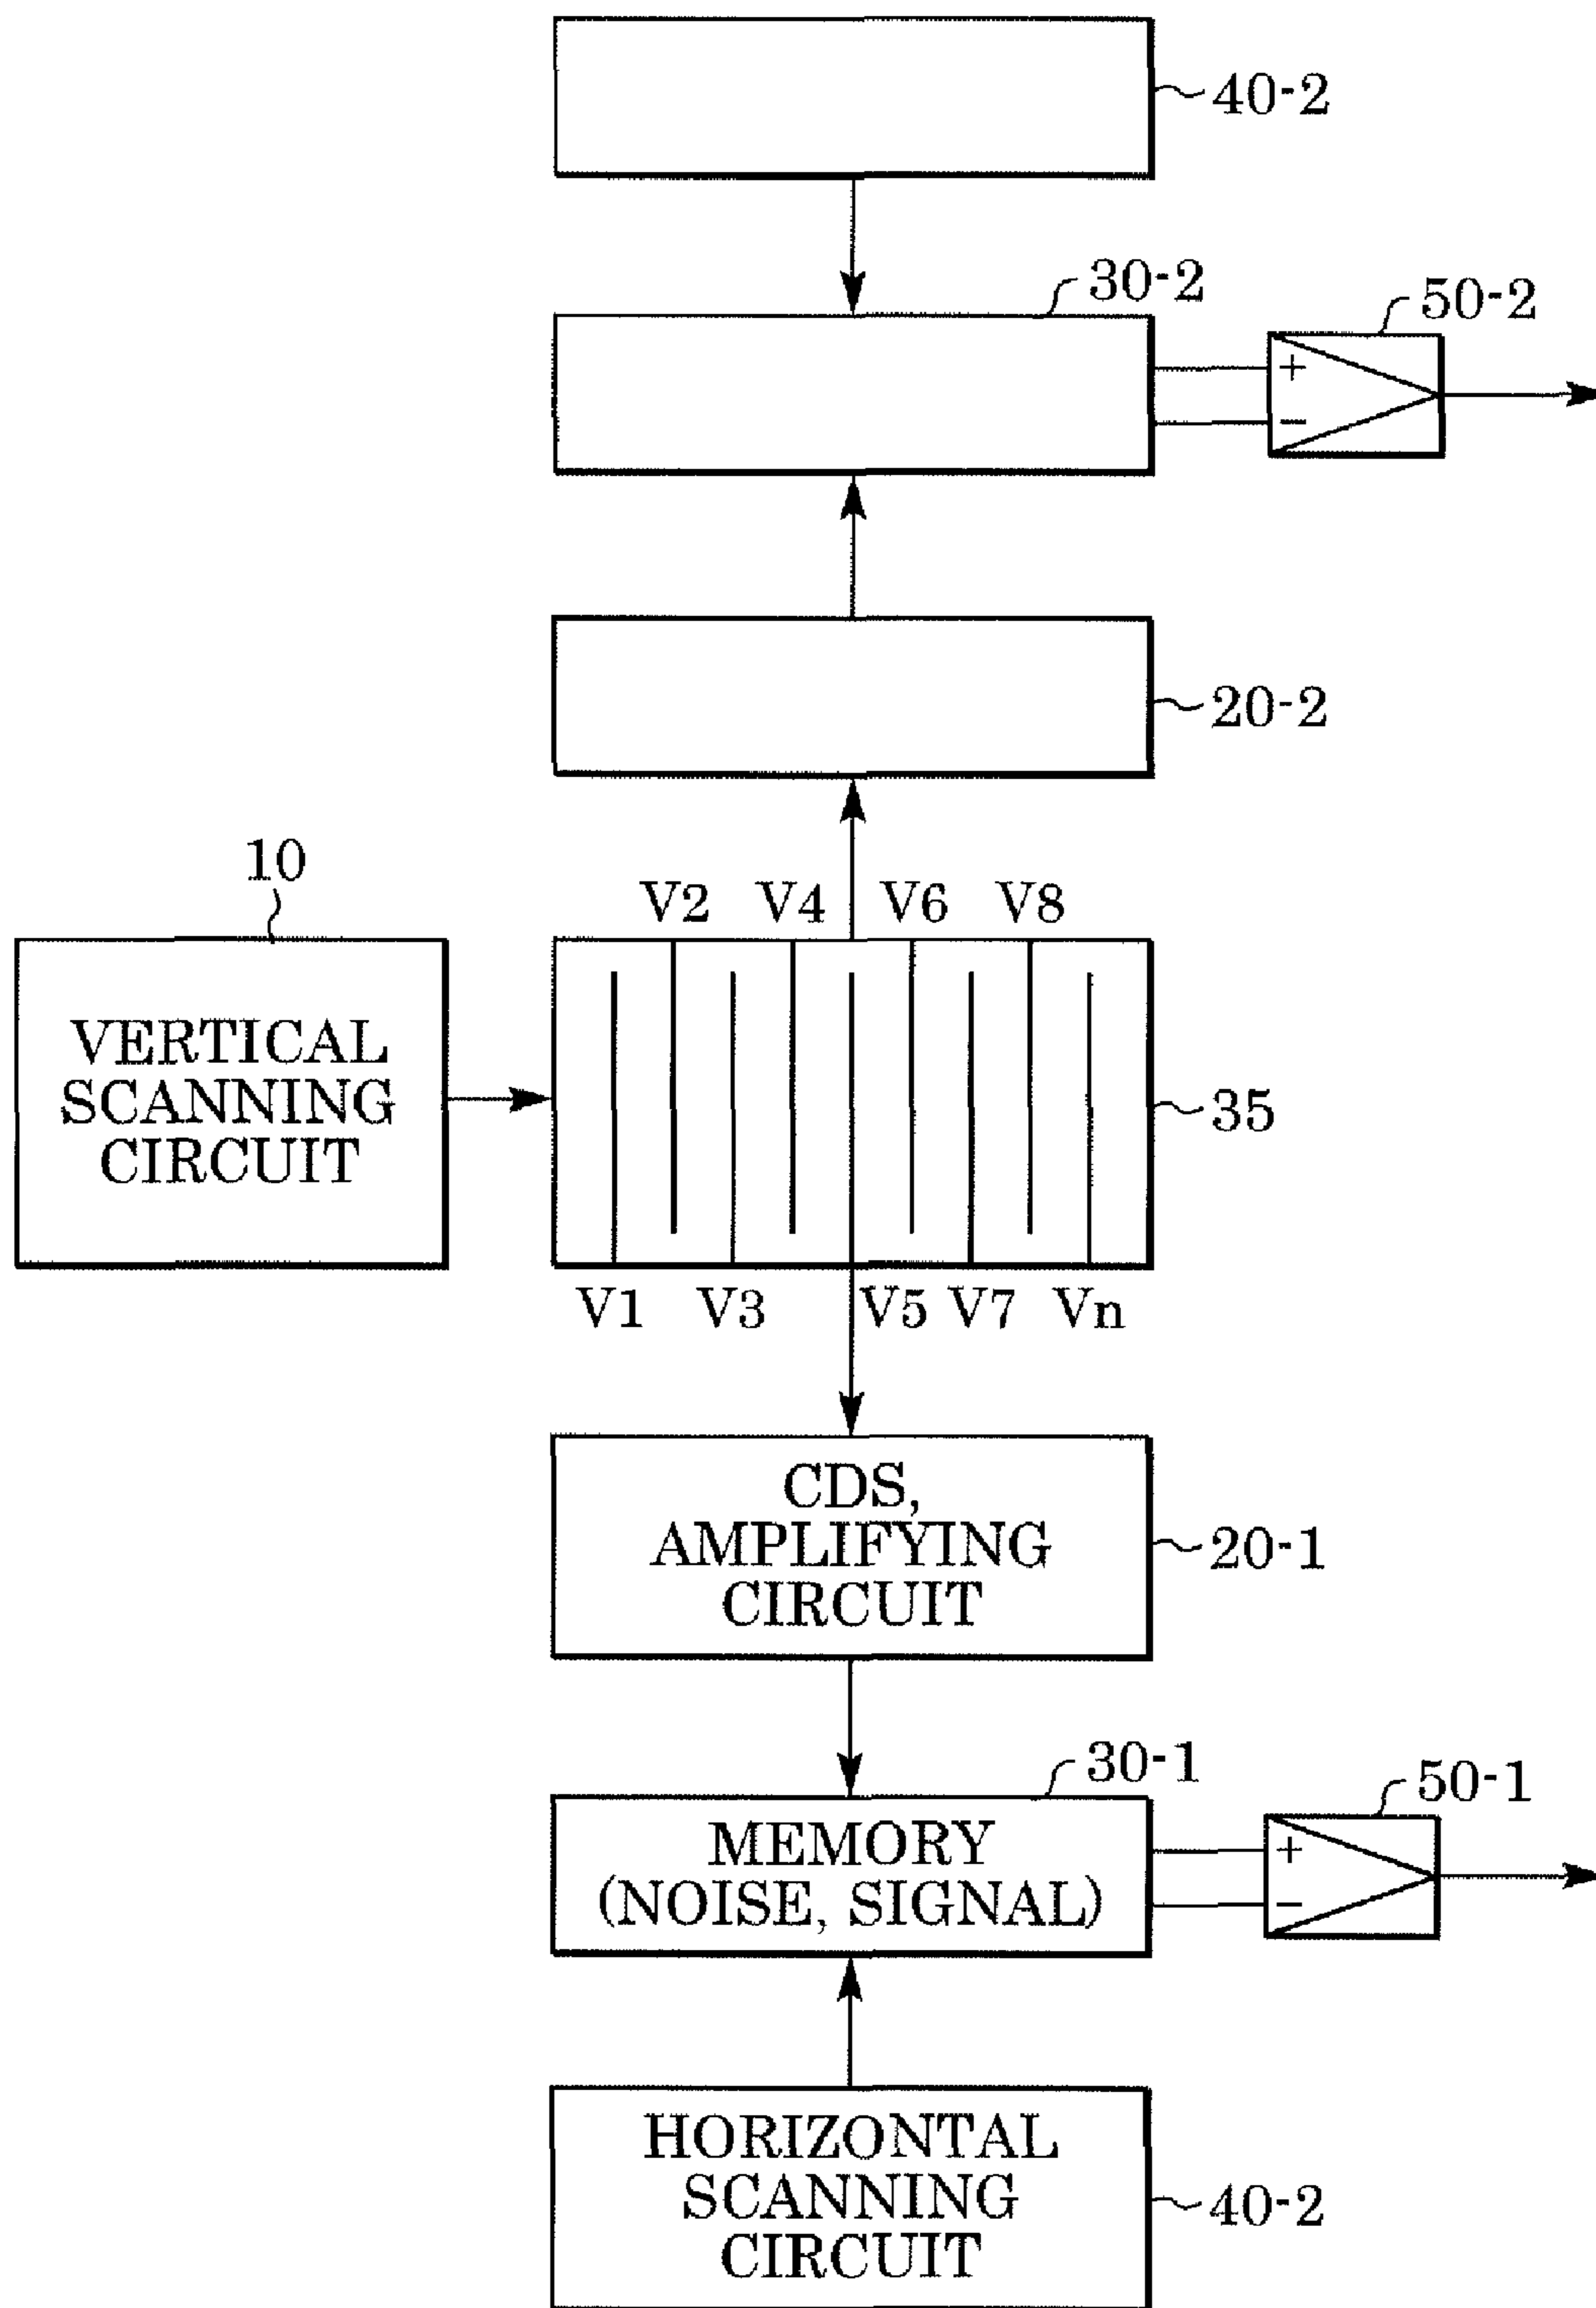 40-2
30-2
50-2
+
−
20-2
10
V2 V4 V6 V8
VERTICAL
SCANNING
CIRCUIT
35
V1 V3 V5 V7 Vn
CDS,
AMPLIFYING
CIRCUIT
20-1
30-1
50-1
MEMORY
(NOISE, SIGNAL)
+
−
HORIZONTAL
SCANNING
CIRCUIT
40-2